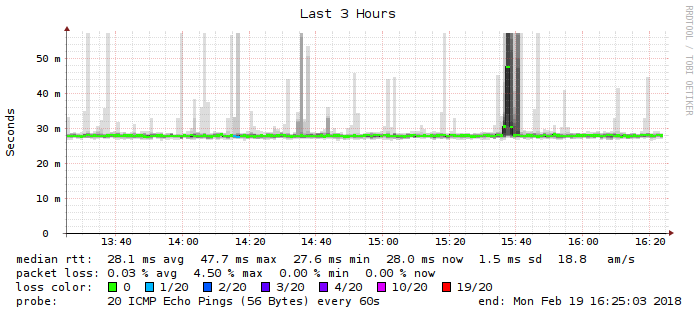 Last 3 Hours
RRDTOOL / TOBI OETIKER
Seconds
50 m
40 m
30 m
20 m
10 m
0
13:40 14:00 14:20 14:40 15:00 15:20 15:40 16:00 16:20
median rtt: 28.1 ms avg 47.7 ms max 27.6 ms min 28.0 ms now 1.5 ms sd 18.8 am/s
packet loss: 0.03 % avg 4.50 % max 0.00 % min 0.00 % now
loss color: 0 1/20 2/20 3/20 4/20 10/20 19/20
probe: 20 ICMP Echo Pings (56 Bytes) every 60s end: Mon Feb 19 16:25:03 2018